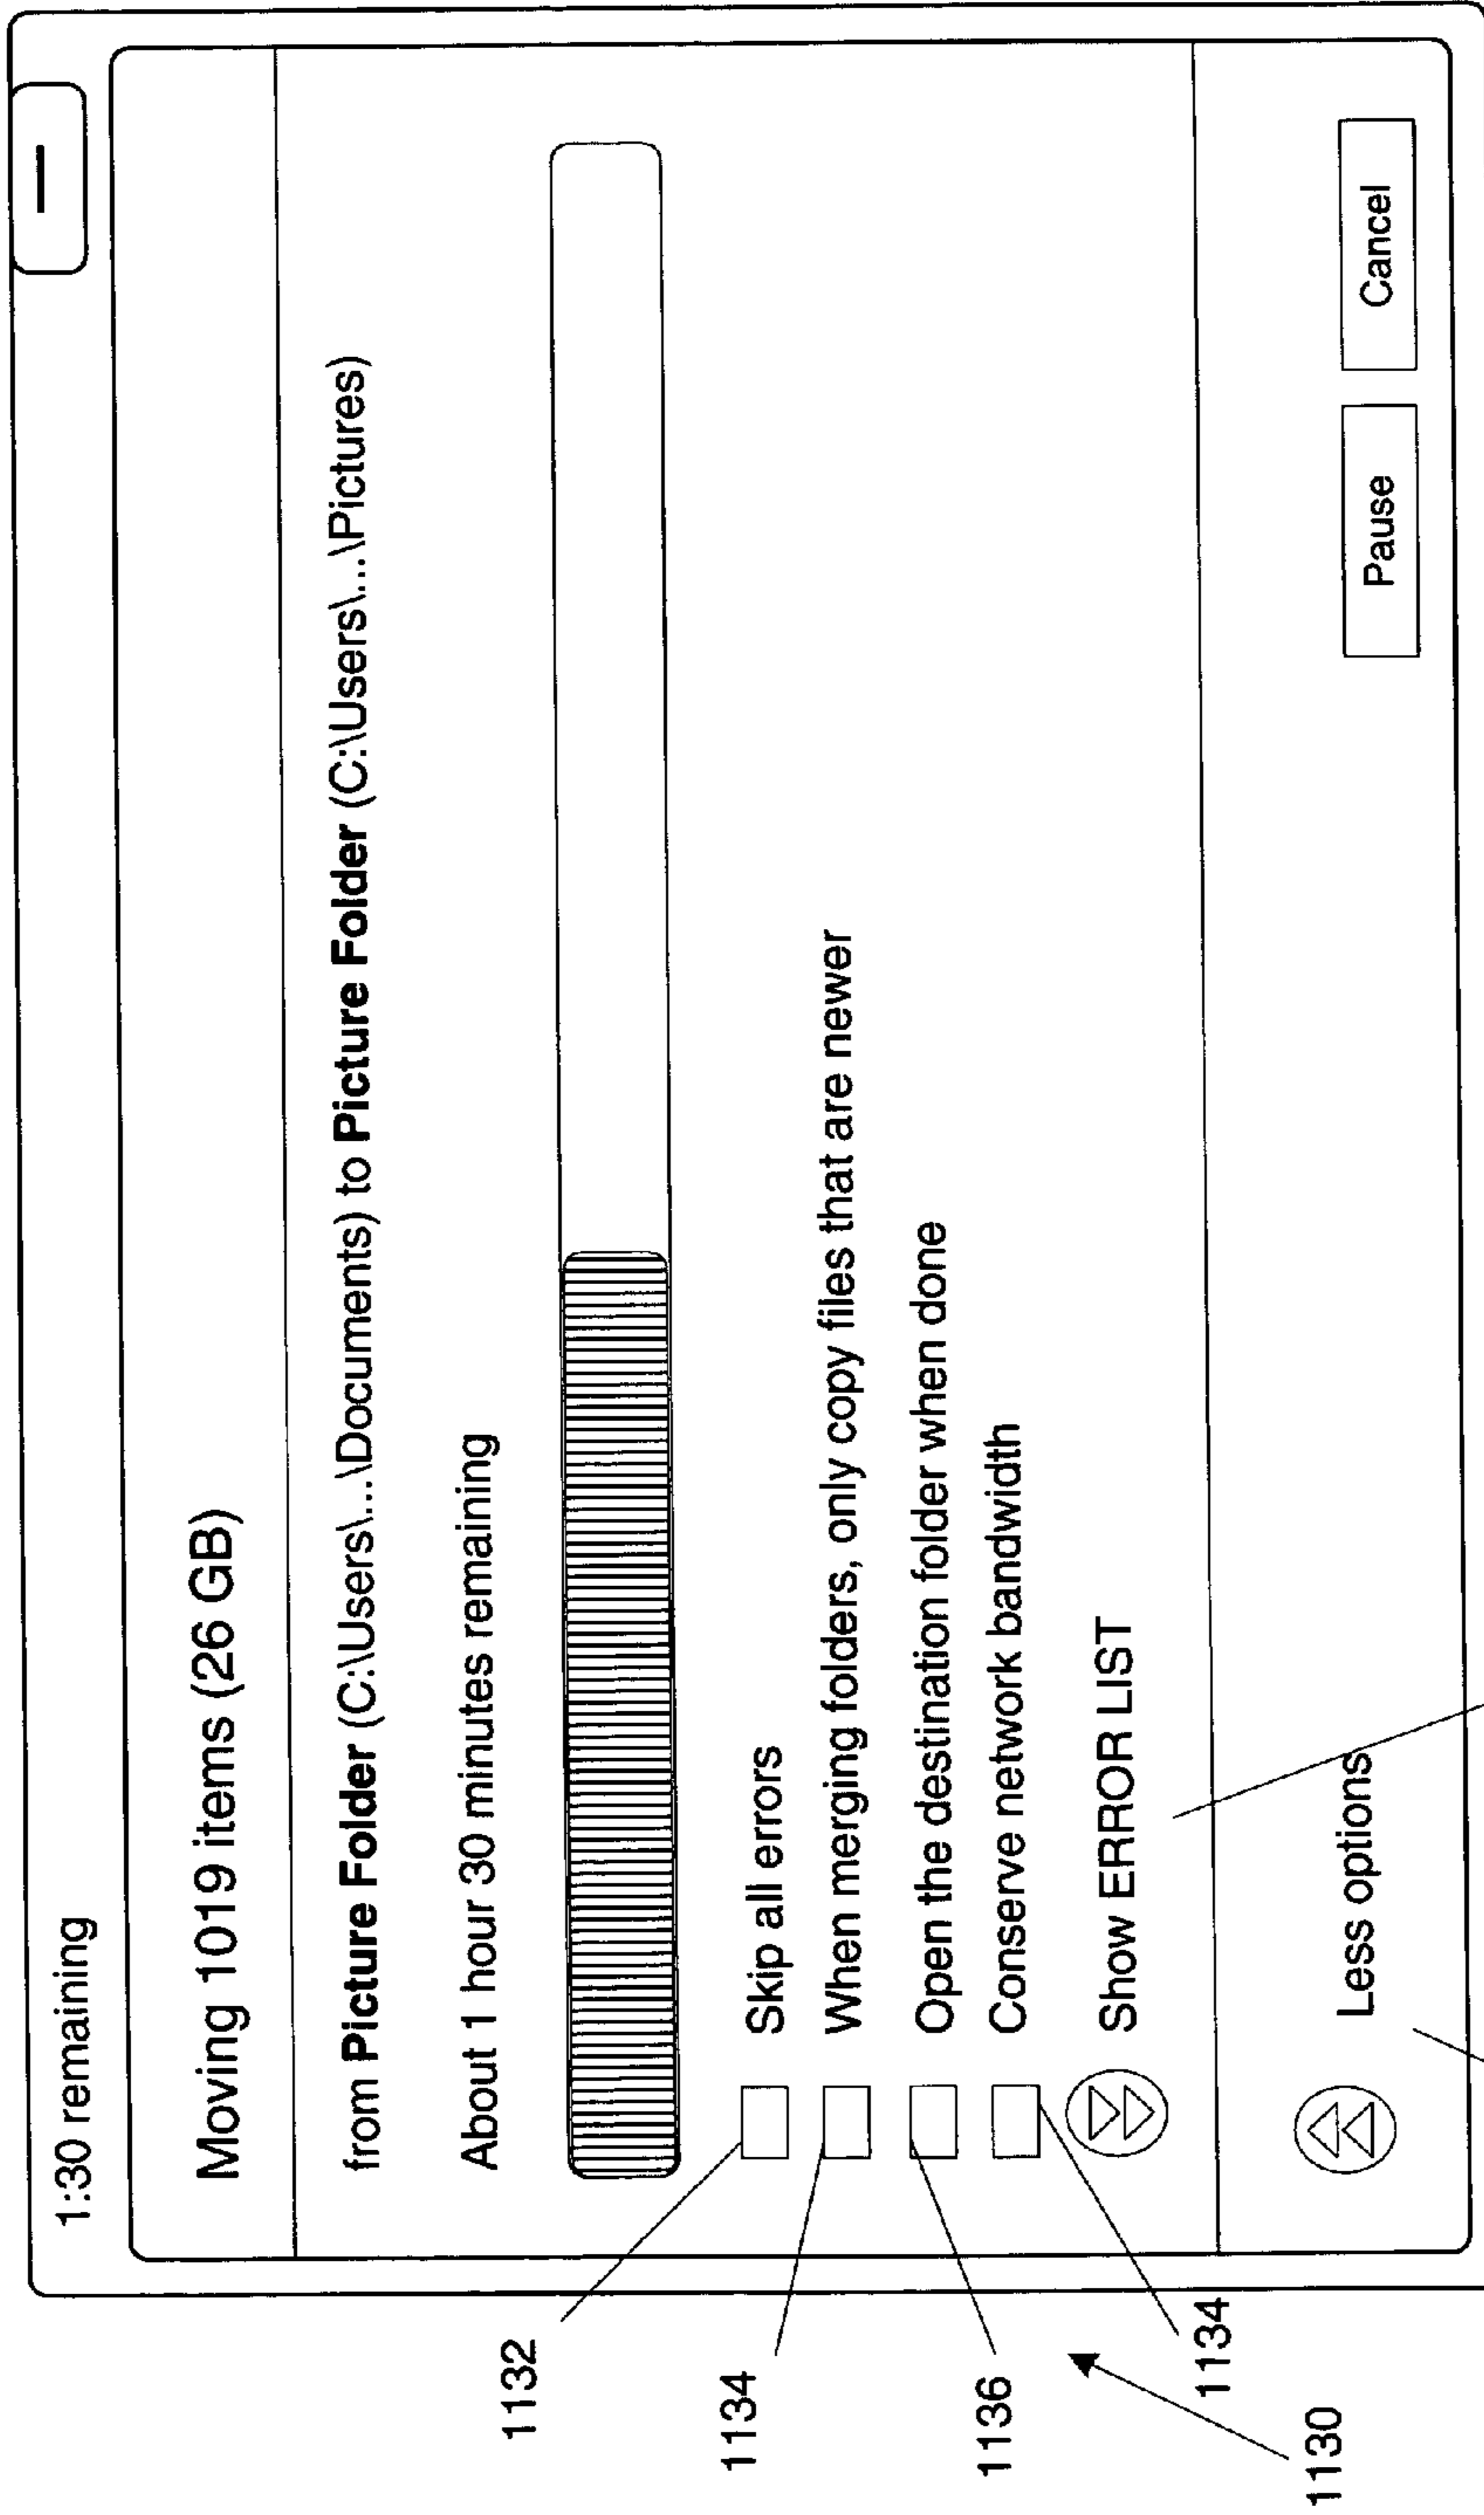 1:30 remaining
Moving 1019 items (26 GB)
from Picture Folder (C:\Users\...\Documents) to Picture Folder (C:\Users\...\Pictures)
About 1 hour 30 minutes remaining
1132
Skip all errors
1134
When merging folders, only copy files that are newer
1136
Open the destination folder when done
Conserve network bandwidth
1134
Show ERROR LIST
1130
Less options
Pause
Cancel